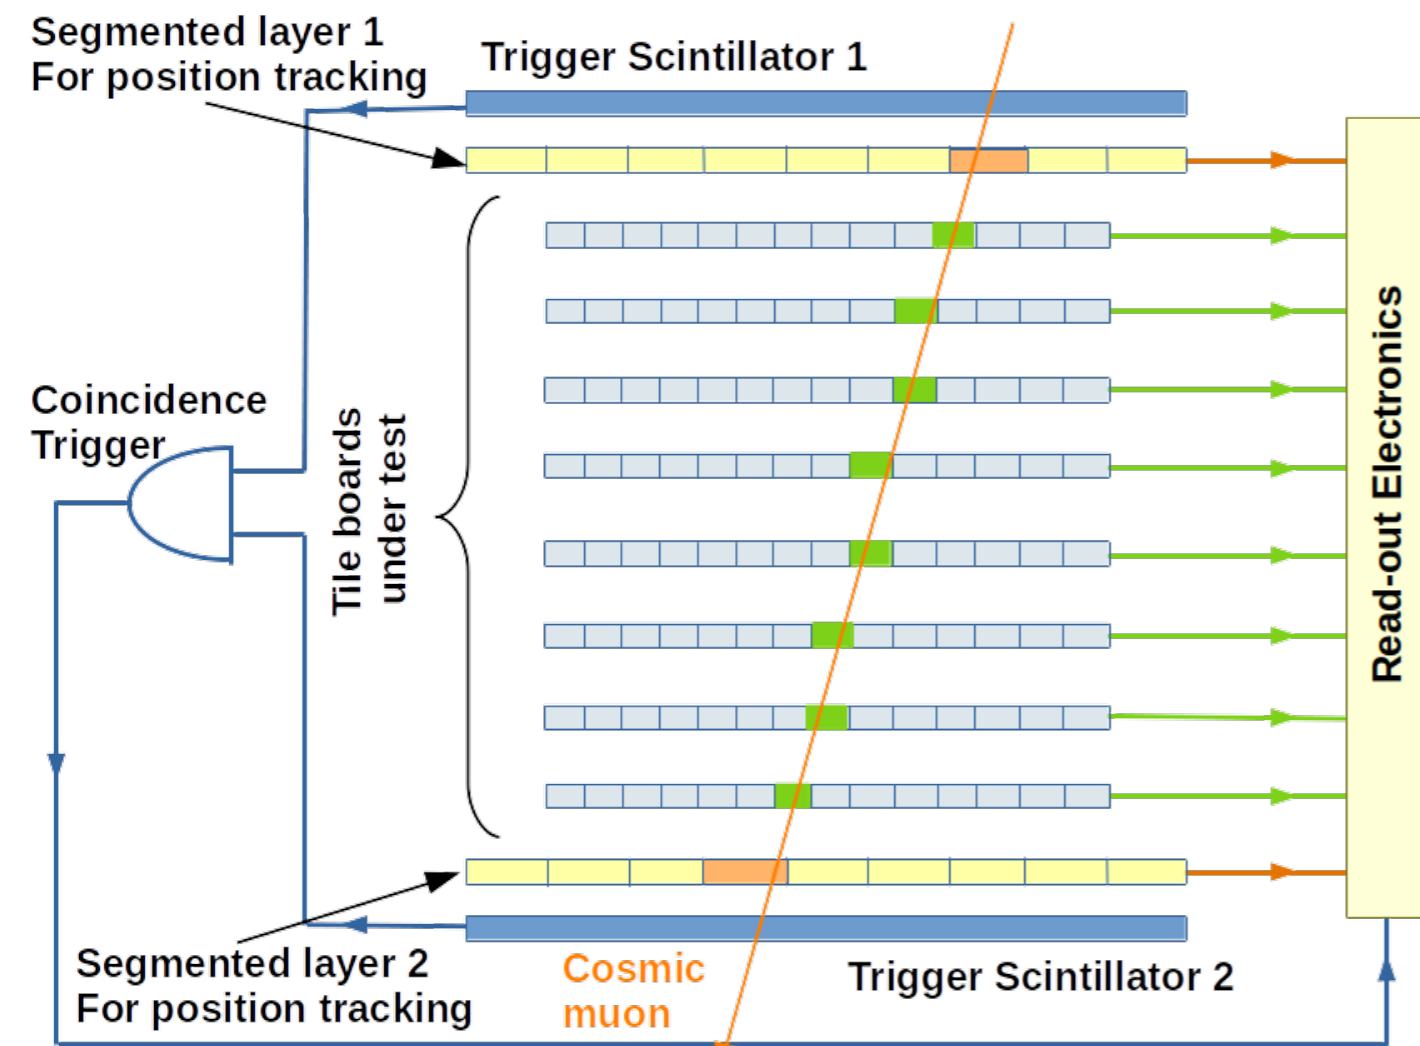 Segmented layer 1
For position tracking
Trigger Scintillator 1
Coincidence
Trigger
Tile boards
under test
Read-out Electronics
Segmented layer 2
For position tracking
Cosmic
muon
Trigger Scintillator 2